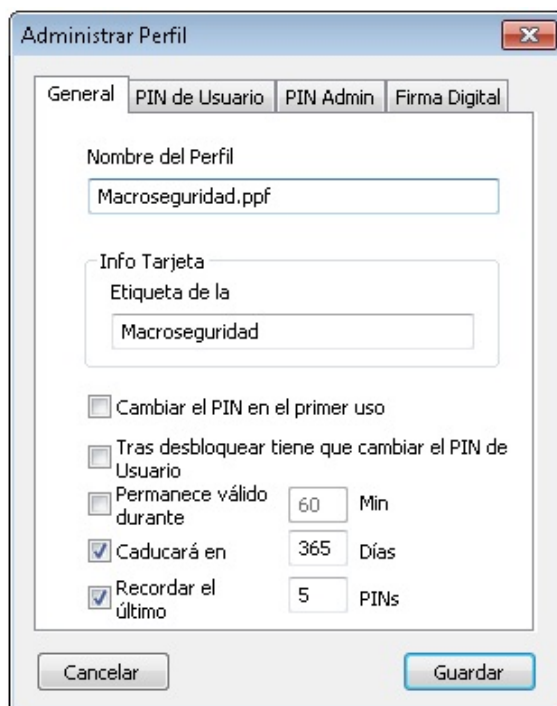 Administrar Perfil
General PIN de Usuario PIN Admin Firma Digital
Nombre del Perfil
Macroseguridad.ppf
Info Tarjeta
Etiqueta de la
Macroseguridad
Cambiar el PIN en el primer uso
Tras desbloquear tiene que cambiar el PIN de
Usuario
Permanece válido
durante
60 Min
Caducará en 365 Días
Recordar el
último
5 PINs
Cancelar Guardar